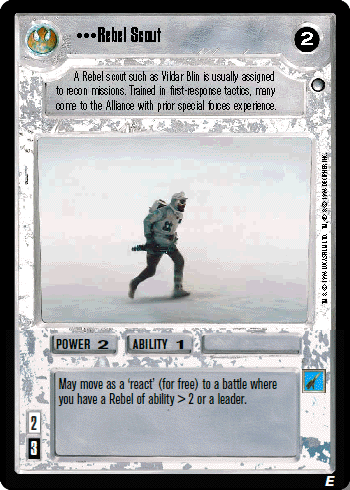 •••Rebel Scout
2
A Rebel scout such as Vildar Blin is usually assigned
to recon missions. Trained in first-response tactics, many
come to the Alliance with prior special forces experience.
POWER 2
ABILITY 1
May move as a ‘react’ (for free) to a battle where
you have a Rebel of ability > 2 or a leader.
2
3
E